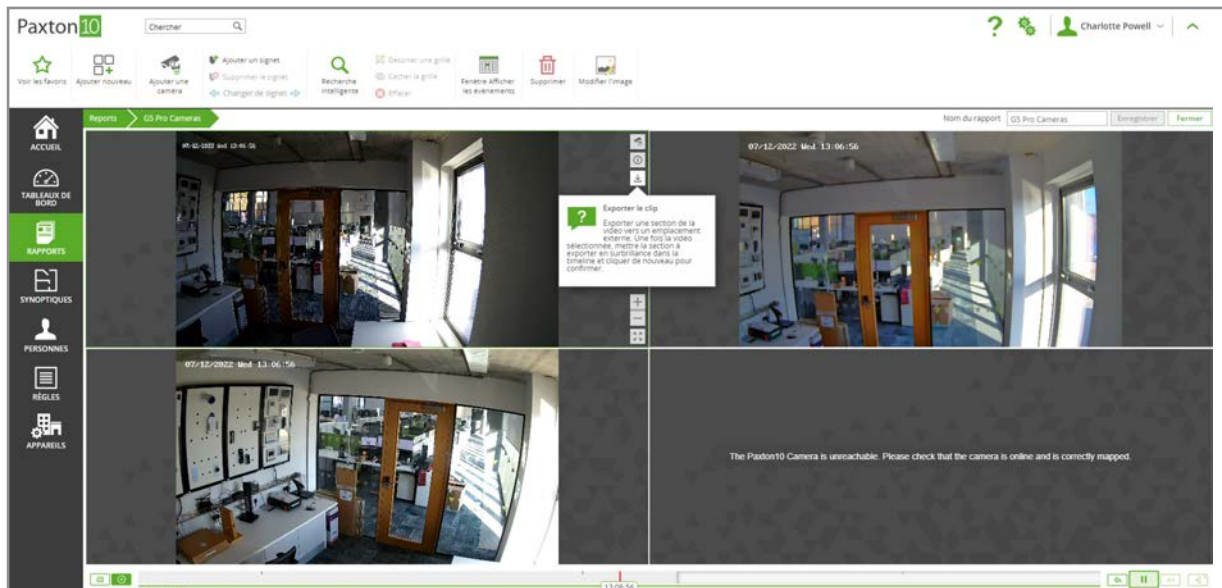 Paxton10
Chercher
Charlotte Powell
Voir les favoris
Ajouter nouveau
Ajouter une
caméra
Ajouter un signet
Supprimer le signet
Changer de signet
Recherche
intelligente
Dessiner une grille
Cacher la grille
Effacer
Fenêtre Afficher
les événements
Supprimer
Modifier l'image
ACCUEIL
TABLEAUX DE
BORD
RAPPORTS
SYNOPTIQUES
PERSONNES
RÈGLES
APPAREILS
Reports
G5 Pro Cameras
Nom du rapport
G5 Pro Cameras
Enregistrer
Fermer
07/12/2022 Wed 13:06:56
07/12/2022 Wed 13:06:56
Exporter le clip
Exporter une section de la
vidéo vers un emplacement
externe. Une fois la vidéo
sélectionnée, mettre la section à
exporter en surbrillance dans la
timeline et cliquer de nouveau pour
confirmer.
07/12/2022 Wed 13:06:56
The Paxton10 Camera is unreachable. Please check that the camera is online and is correctly mapped.
13:06:56